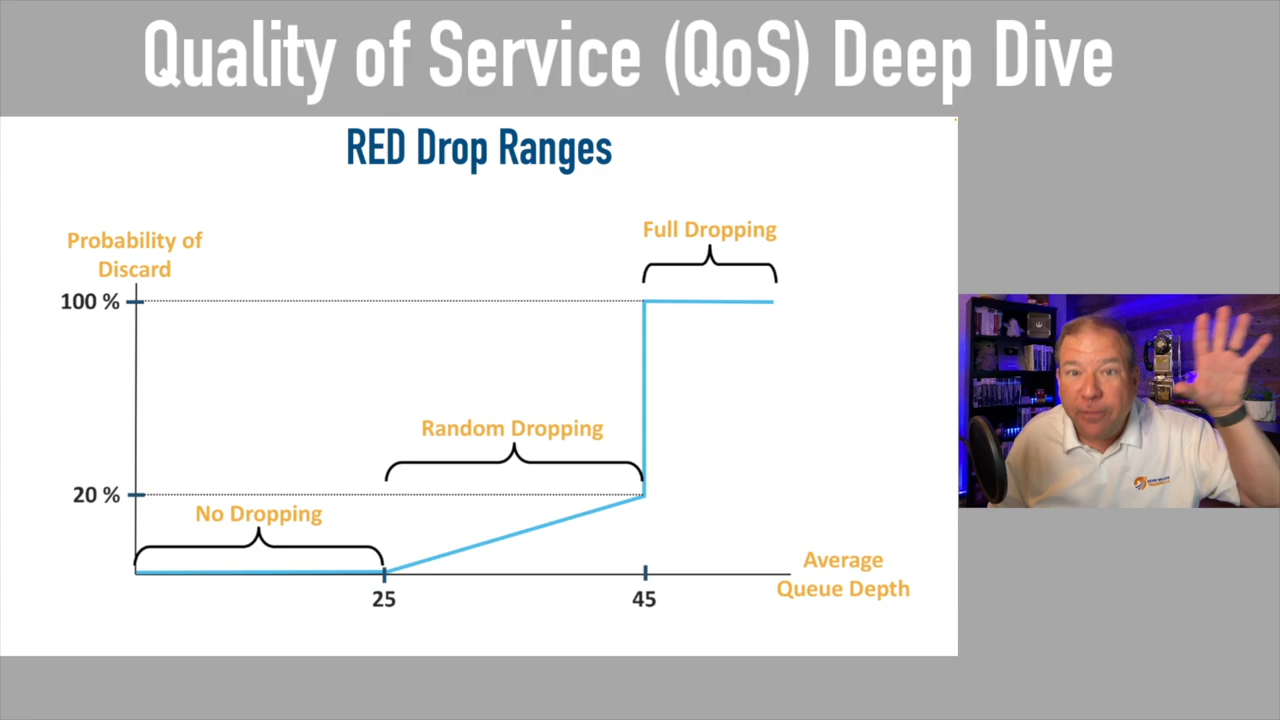 Quality of Service (QoS) Deep Dive
RED Drop Ranges
Probability of
Discard
100 %
20 %
Full Dropping
Random Dropping
No Dropping
25
45
Average
Queue Depth